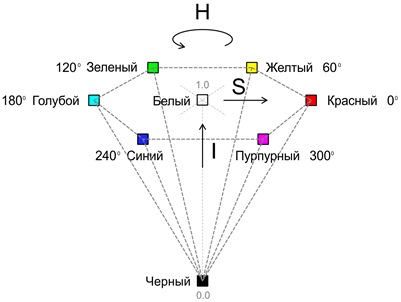 H
120° Зеленый
Желтый 60°
1.0
180° Голубой
Белый
S
Красный 0°
240° Синий
I
Пурпурный 300°
Черный
0.0